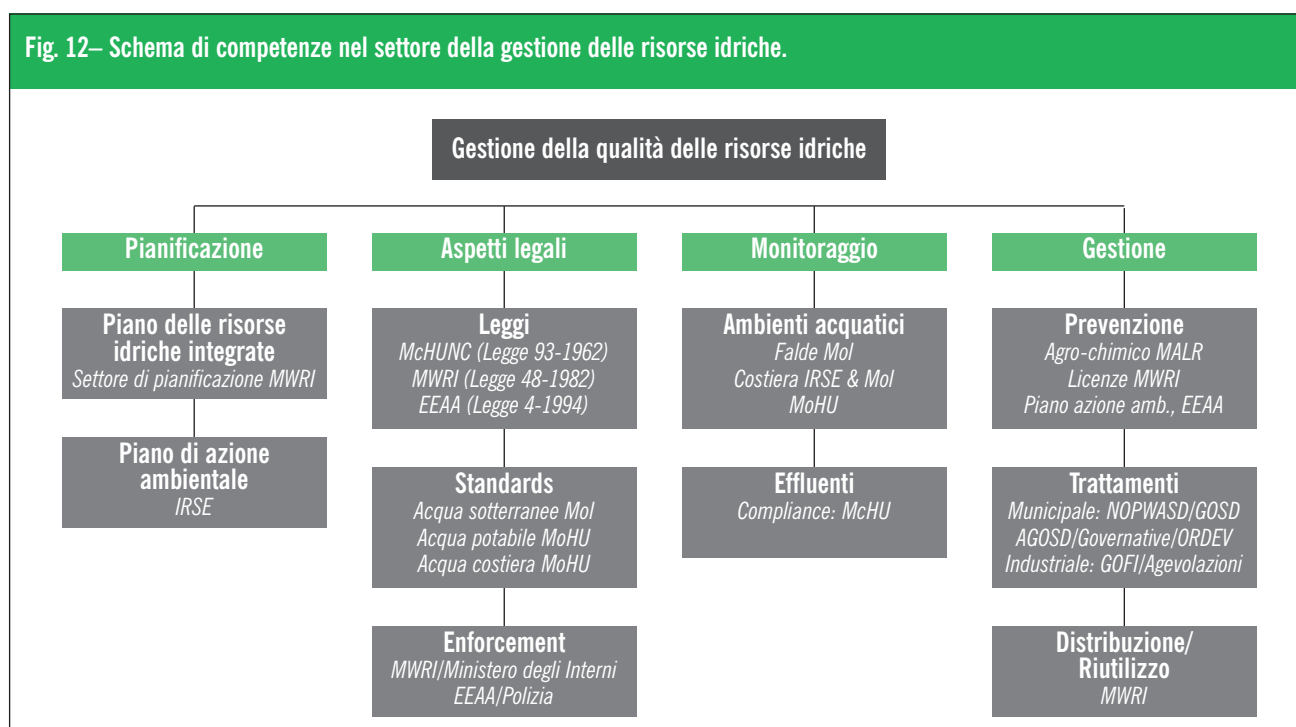 Fig. 12– Schema di competenze nel settore della gestione delle risorse idriche.
Gestione della qualità delle risorse idriche
Pianificazione
Piano delle risorse
idriche integrate
Settore di pianificazione MWRI
Piano di azione
ambientale
IRSE
Aspetti legali
Leggi
McHUNC (Legge 93-1962)
MWRI (Legge 48-1982)
EEAA (Legge 4-1994)
Standards
Acqua sotterranee MoI
Acqua potabile MoHU
Acqua costiera MoHU
Enforcement
MWRI/Ministero degli Interni
EEAA/Polizia
Monitoraggio
Ambienti acquatici
Falde MoI
Costiera IRSE & MoI
MoHU
Effluenti
Compliance: McHU
Gestione
Prevenzione
Agro-chimico MALR
Licenze MWRI
Piano azione amb., EEAA
Trattamenti
Municipale: NOPWASD/GOSD
AGOSD/Governative/ORDEV
Industriale: GOFI/Agevolazioni
Distribuzione/
Riutilizzo
MWRI